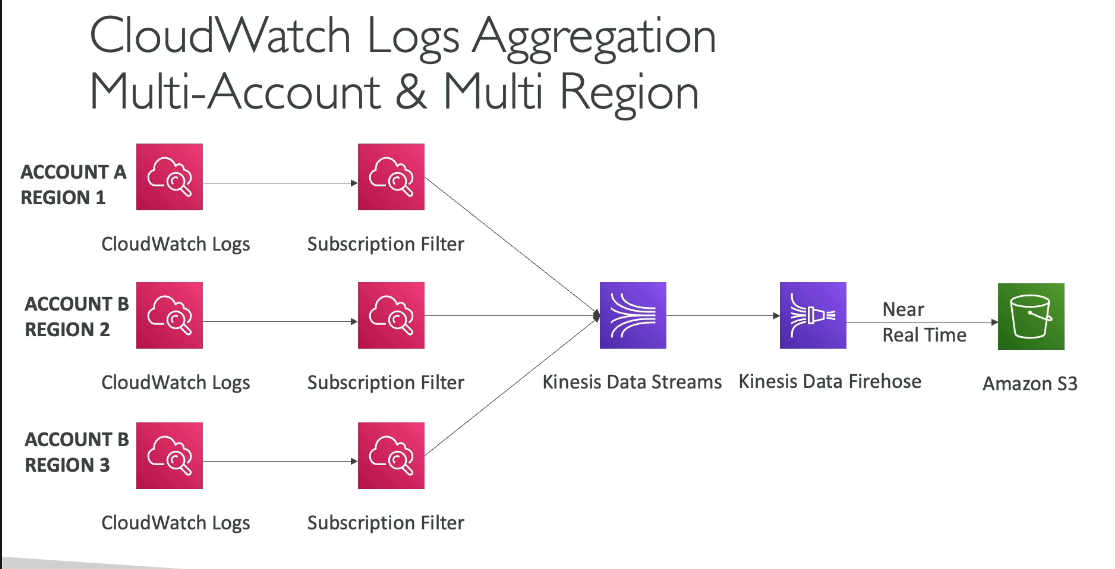 CloudWatch Logs Aggregation
Multi-Account & Multi Region
ACCOUNT A
REGION 1
CloudWatch Logs
Subscription Filter
ACCOUNT B
REGION 2
CloudWatch Logs
Subscription Filter
Kinesis Data Streams
Kinesis Data Firehose
Near
Real Time
Amazon S3
ACCOUNT B
REGION 3
CloudWatch Logs
Subscription Filter